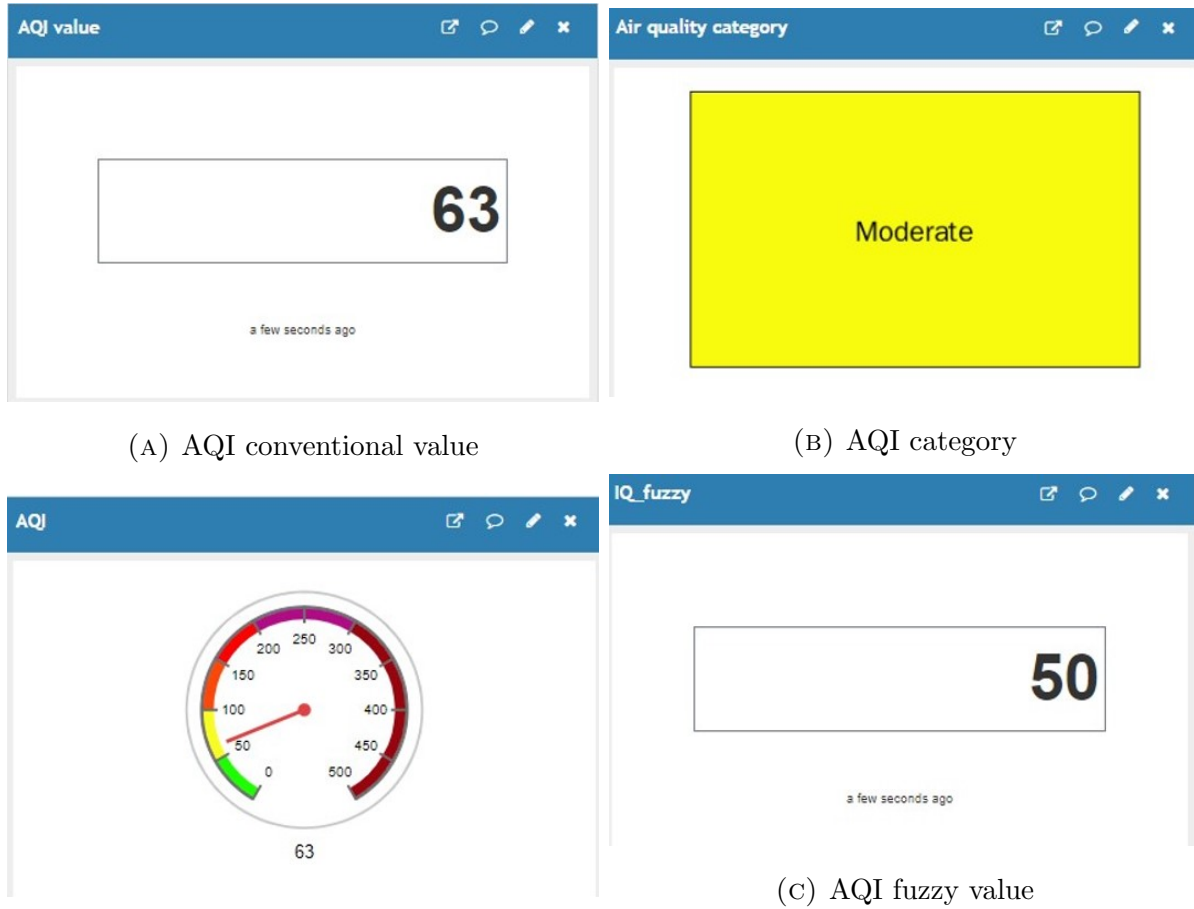 AQI value
63
a few seconds ago
(A) AQI conventional value
Air quality category
Moderate
(B) AQI category
AQI
0
50
100
150
200
250
300
350
400
450
500
63
IQ_fuzzy
50
a few seconds ago
(C) AQI fuzzy value